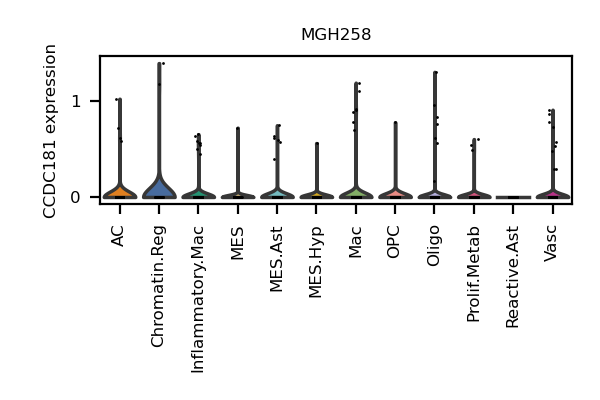 MGH258
CCDC181 expression
1
0
AC
Chromatin.Reg
Inflammatory.Mac
MES
MES.Ast
MES.Hyp
Mac
OPC
Oligo
Prolif.Metab
Reactive.Ast
Vasc